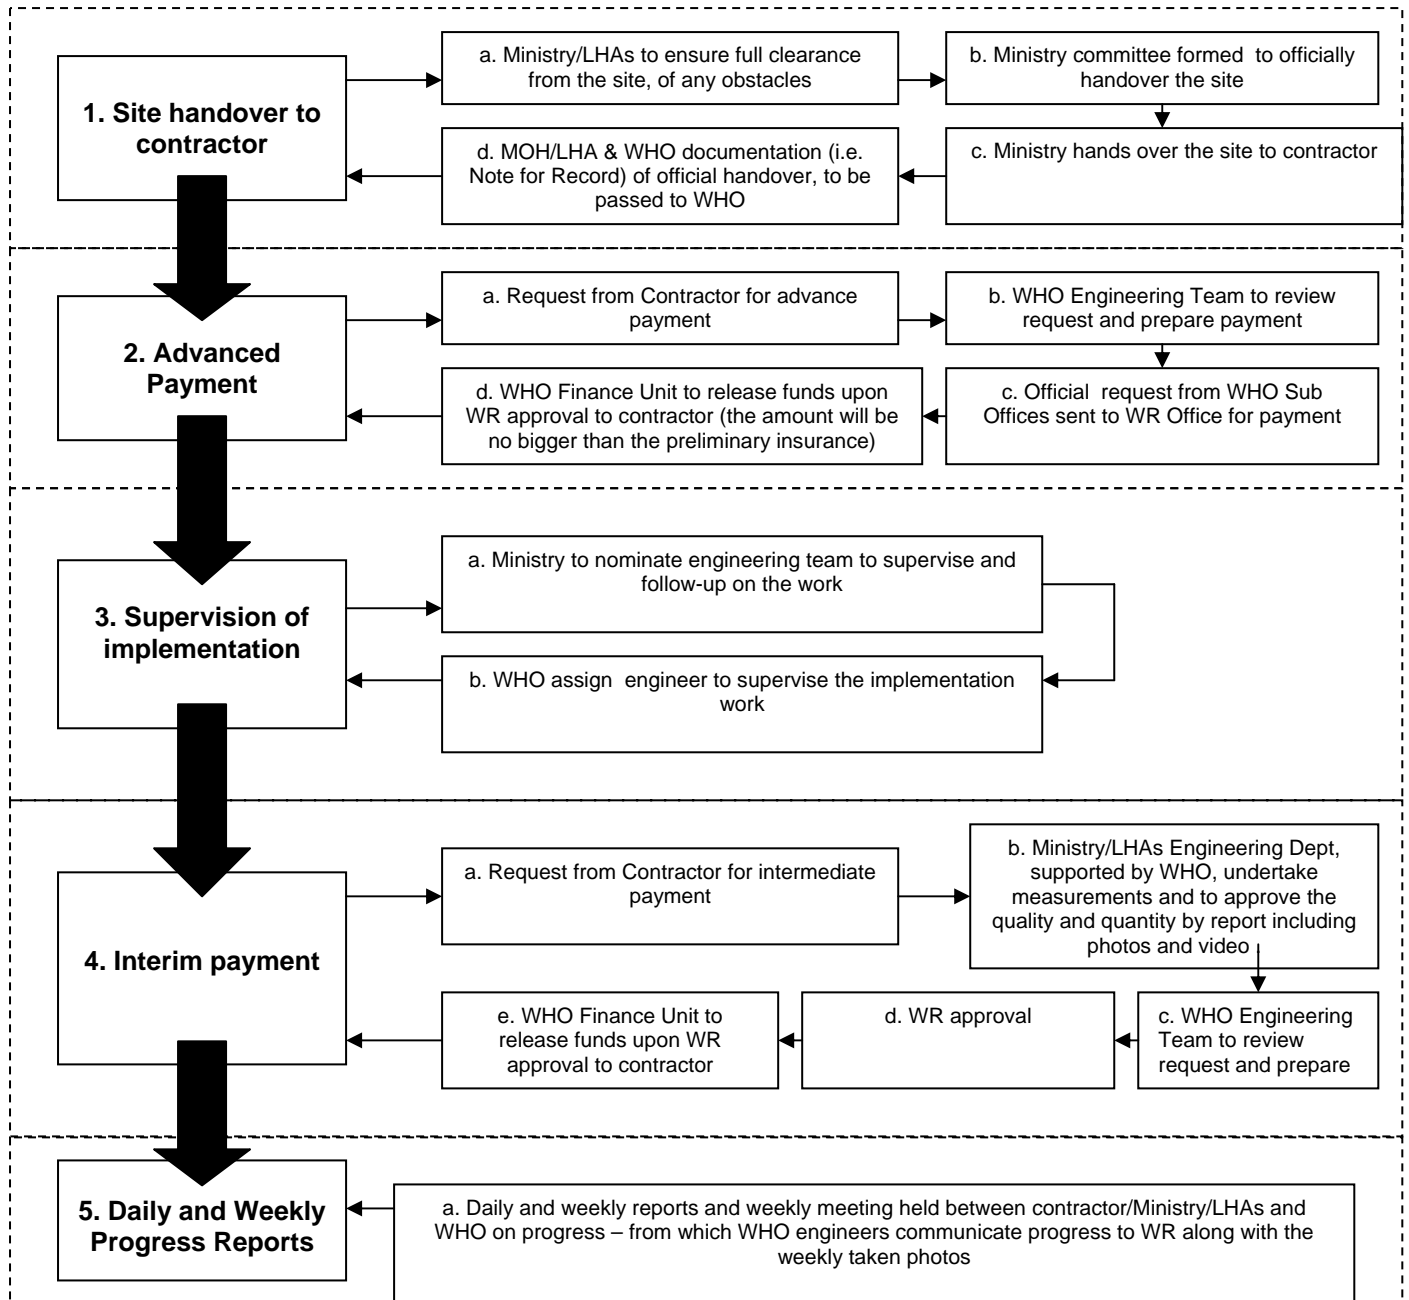 1. Site handover to
contractor
a. Ministry/LHAs to ensure full clearance
from the site, of any obstacles
b. Ministry committee formed to officially
handover the site
c. Ministry hands over the site to contractor
d. MOH/LHA & WHO documentation (i.e.
Note for Record) of official handover, to be
passed to WHO
2. Advanced
Payment
a. Request from Contractor for advance
payment
b. WHO Engineering Team to review
request and prepare payment
c. Official request from WHO Sub
Offices sent to WR Office for payment
d. WHO Finance Unit to release funds upon
WR approval to contractor (the amount will be
no bigger than the preliminary insurance)
3. Supervision of
implementation
a. Ministry to nominate engineering team to supervise and
follow-up on the work
b. WHO assign engineer to supervise the implementation
work
4. Interim payment
a. Request from Contractor for intermediate
payment
b. Ministry/LHAs Engineering Dept,
supported by WHO, undertake
measurements and to approve the
quality and quantity by report including
photos and video .
c. WHO Engineering
Team to review
request and prepare
d. WR approval
e. WHO Finance Unit to
release funds upon WR
approval to contractor
5. Daily and Weekly
Progress Reports
a. Daily and weekly reports and weekly meeting held between contractor/Ministry/LHAs and
WHO on progress – from which WHO engineers communicate progress to WR along with the
weekly taken photos